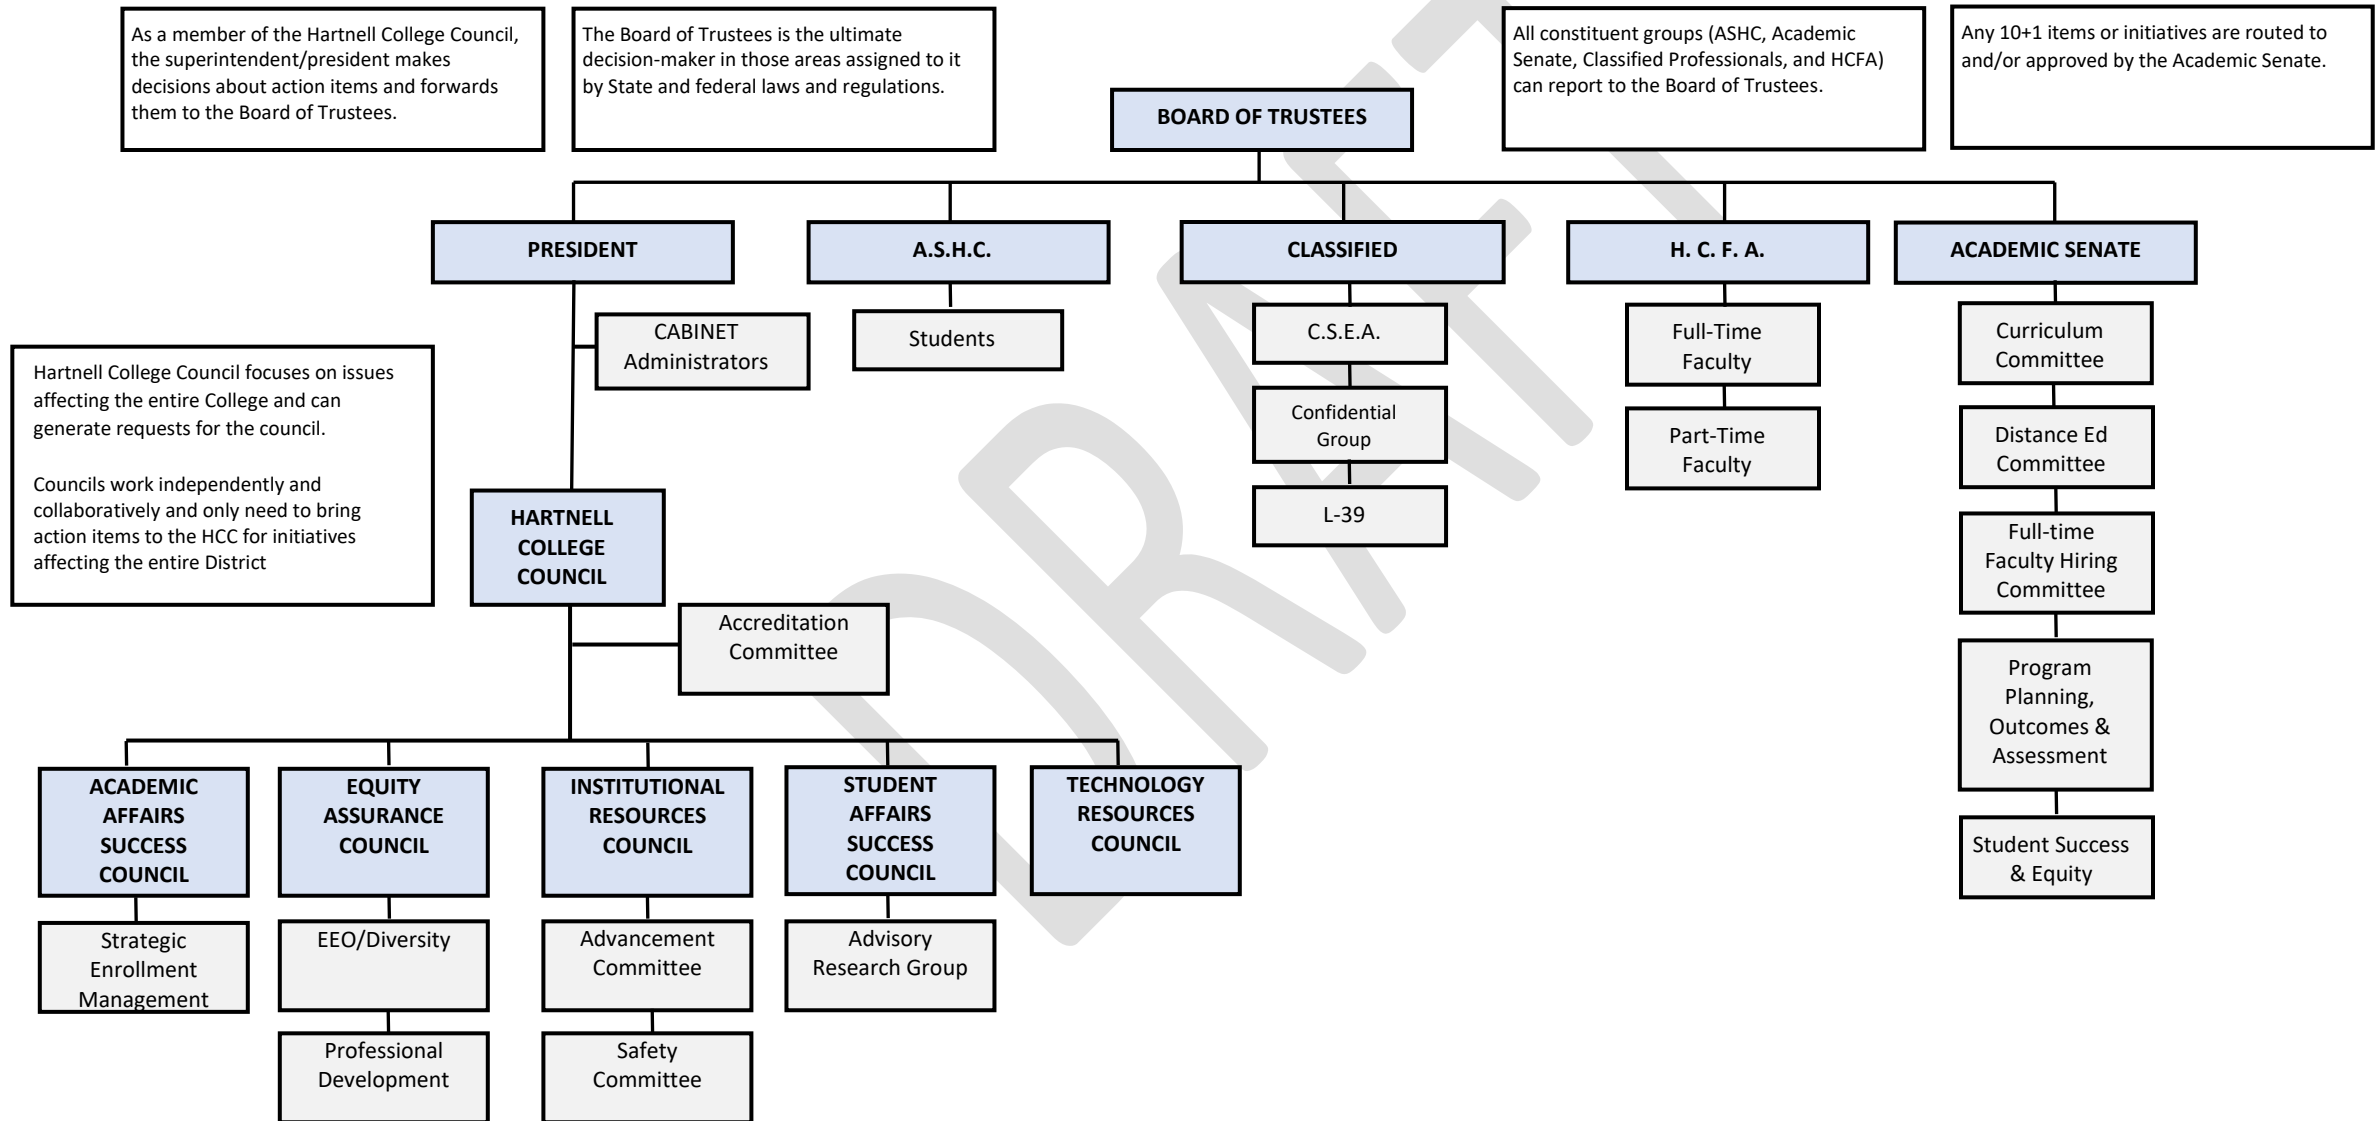 As a member of the Hartnell College Council,
the superintendent/president makes
decisions about action items and forwards
them to the Board of Trustees.
The Board of Trustees is the ultimate
decision-maker in those areas assigned to it
by State and federal laws and regulations.
BOARD OF TRUSTEES
All constituent groups (ASHC, Academic
Senate, Classified Professionals, and HCFA)
can report to the Board of Trustees.
Any 10+1 items or initiatives are routed to
and/or approved by the Academic Senate.
PRESIDENT
A.S.H.C.
CLASSIFIED
H. C. F. A.
ACADEMIC SENATE
CABINET
Administrators
Students
C.S.E.A.
Confidential
Group
L-39
Full-Time
Faculty
Part-Time
Faculty
Curriculum
Committee
Distance Ed
Committee
Full-time
Faculty Hiring
Committee
Program
Planning,
Outcomes &
Assessment
Student Success
& Equity
Hartnell College Council focuses on issues
affecting the entire College and can
generate requests for the council.
Councils work independently and
collaboratively and only need to bring
action items to the HCC for initiatives
affecting the entire District
HARTNELL
COLLEGE
COUNCIL
Accreditation
Committee
ACADEMIC
AFFAIRS
SUCCESS
COUNCIL
Strategic
Enrollment
Management
EQUITY
ASSURANCE
COUNCIL
EEO/Diversity
Professional
Development
INSTITUTIONAL
RESOURCES
COUNCIL
Advancement
Committee
Safety
Committee
STUDENT
AFFAIRS
SUCCESS
COUNCIL
Advisory
Research Group
TECHNOLOGY
RESOURCES
COUNCIL
DRAFT